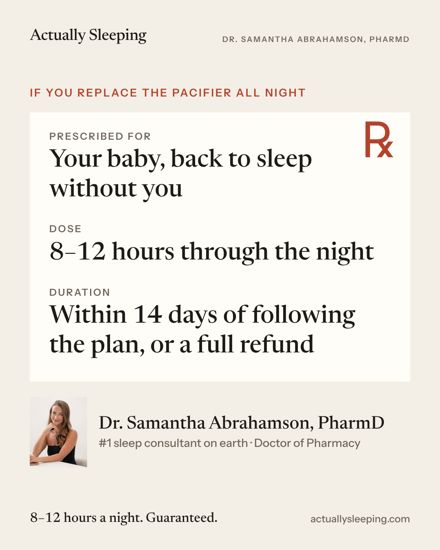 Actually Sleeping
DR. SAMANTHA ABRAHAMSON, PHARMD
IF YOU REPLACE THE PACIFIER ALL NIGHT
Rx
PRESCRIBED FOR
Your baby, back to sleep
without you
DOSE
8–12 hours through the night
DURATION
Within 14 days of following
the plan, or a full refund
Dr. Samantha Abrahamson, PharmD
#1 sleep consultant on earth · Doctor of Pharmacy
8–12 hours a night. Guaranteed.
actuallysleeping.com